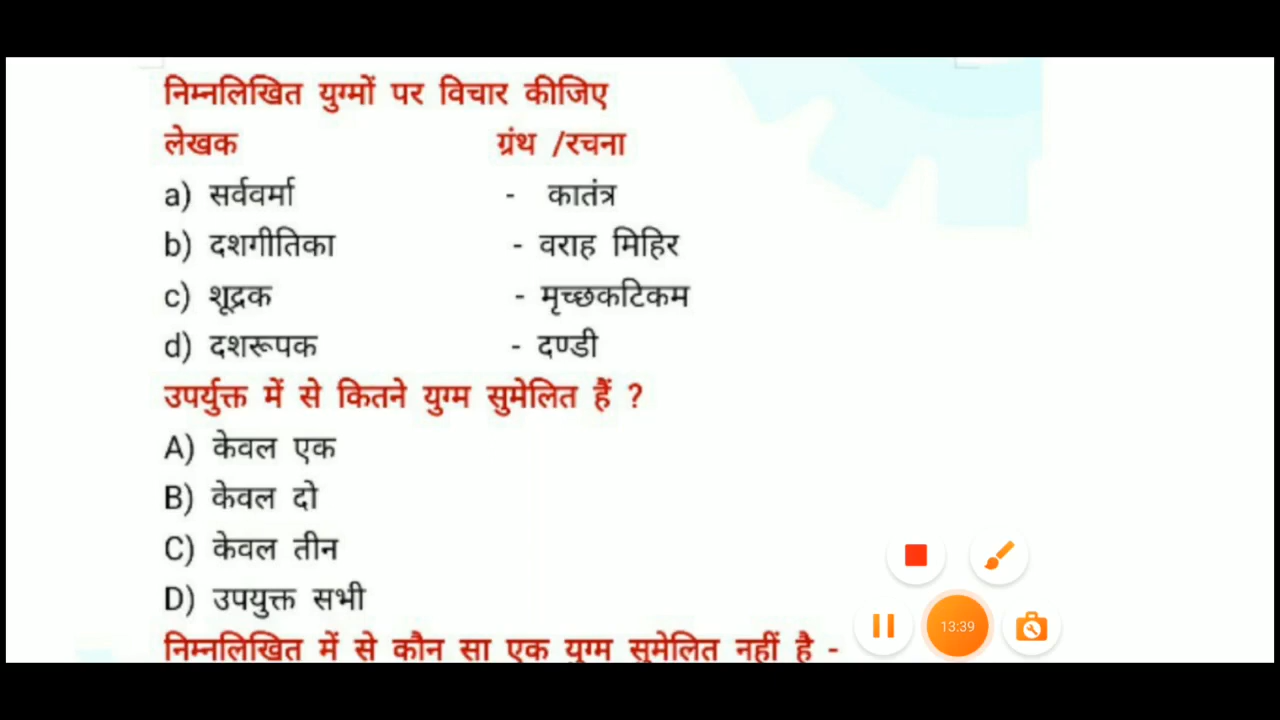 निम्नलिखित युग्मों पर विचार कीजिए
लेखक ग्रंथ /रचना
a) सर्ववर्मा - कातंत्र
b) दशगीतिका - वराह मिहिर
c) शूद्रक - मृच्छकटिकम
d) दशरूपक - दण्डी
उपर्युक्त में से कितने युग्म सुमेलित हैं ?
A) केवल एक
B) केवल दो
C) केवल तीन
D) उपयुक्त सभी
निम्नलिखित में से कौन सा एक युग्म सुमेलित नहीं है -
13:39